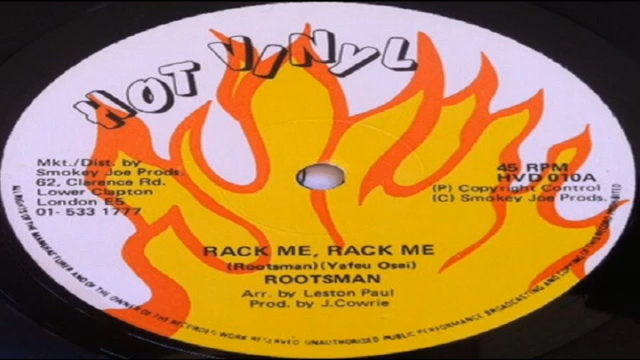 HOT VINYL
Mkt./Dist. by
Smokey Joe Prods.
62, Clarence Rd.
Lower Clapton
London E5
01- 533 1777
45 RPM
HVD 010A
(P) Copyright Control
(C) Smokey Joe Prods.
RACK ME, RACK ME
(Rootsman)(Yafeu Osei)
ROOTSMAN
Arr. by Leston Paul
Prod. by J.Cowrie
ALL RIGHTS OF THE MANUFACTURER AND OF THE OWNER OF THE RECORDED WORK RESERVED UNAUTHORISED PUBLIC PERFORMANCE BROADCASTING AND COPYING OF THIS RECORD PROHIBITED